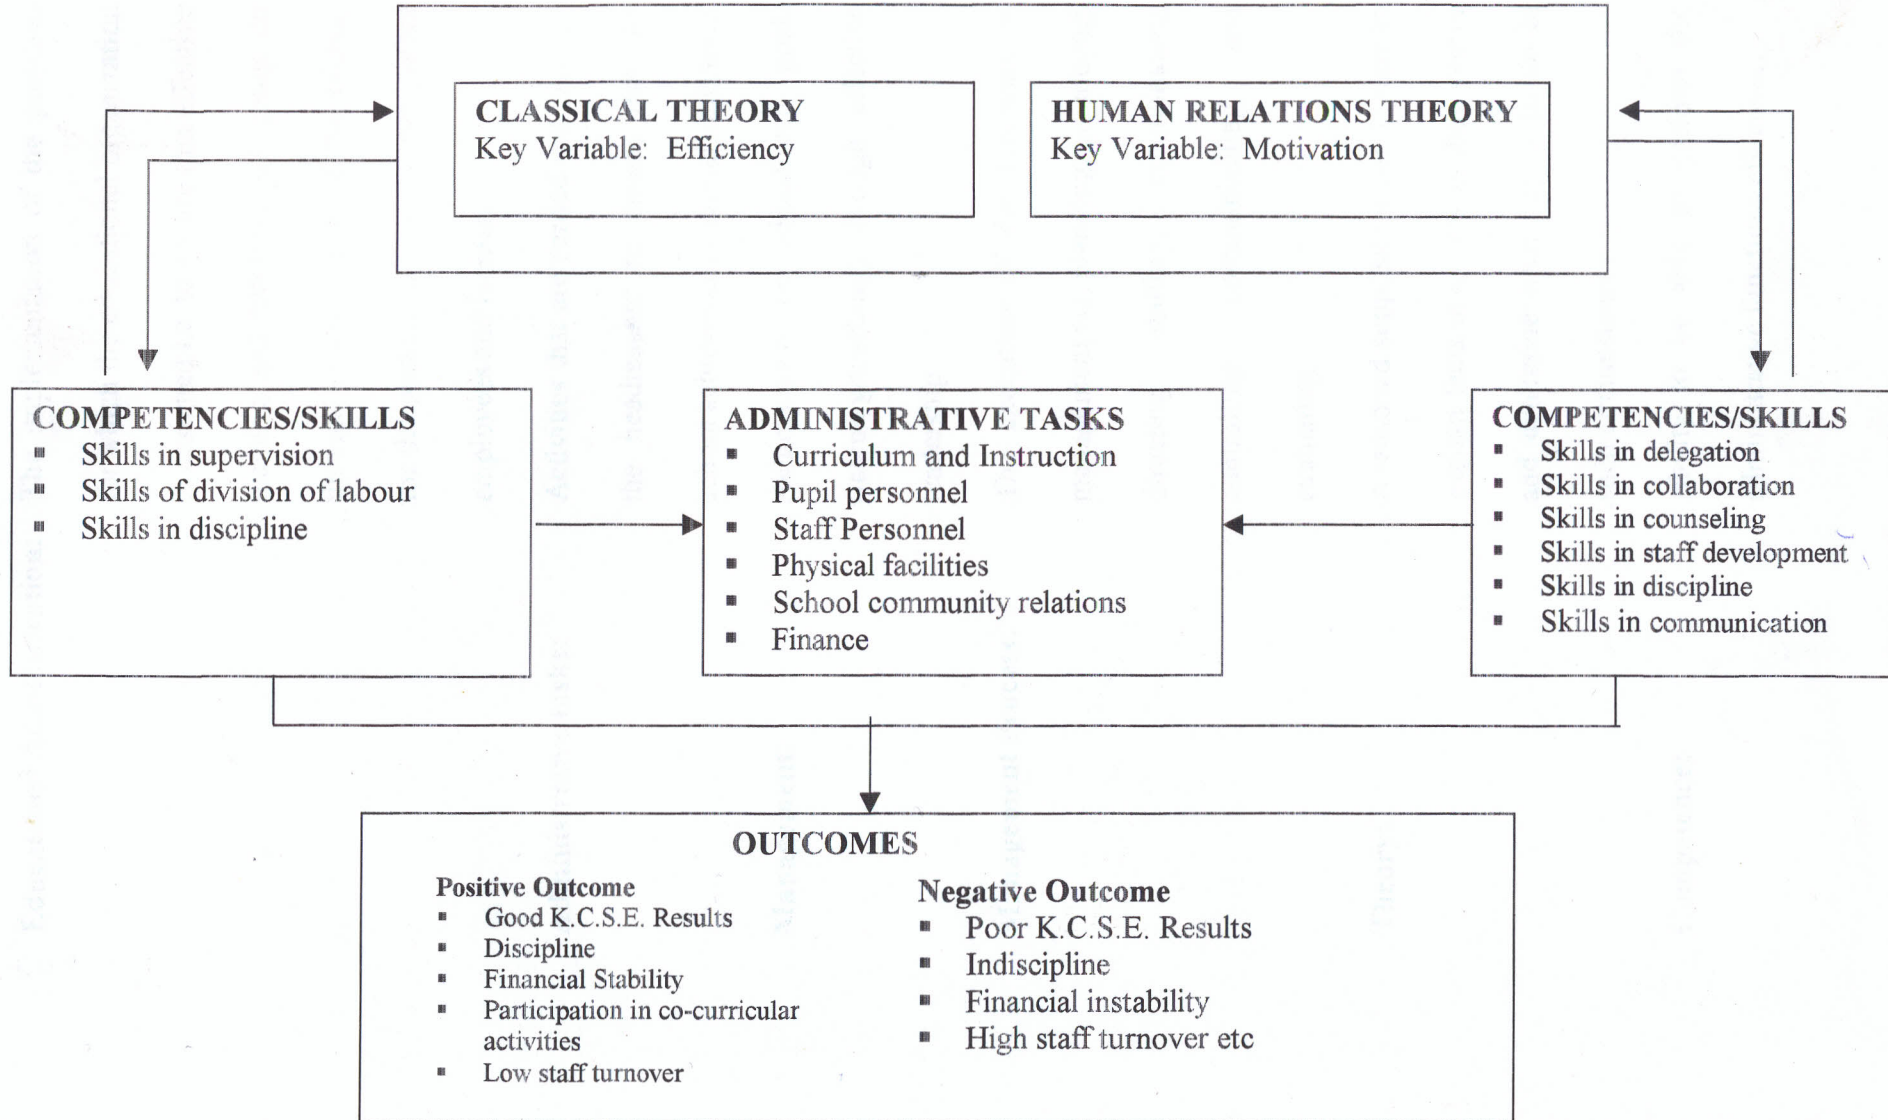 CLASSICAL THEORY
Key Variable: Efficiency
HUMAN RELATIONS THEORY
Key Variable: Motivation
COMPETENCIES/SKILLS
Skills in supervision
Skills of division of labour
Skills in discipline
ADMINISTRATIVE TASKS
Curriculum and Instruction
Pupil personnel
Staff Personnel
Physical facilities
School community relations
Finance
COMPETENCIES/SKILLS
Skills in delegation
Skills in collaboration
Skills in counseling
Skills in staff development
Skills in discipline
Skills in communication
OUTCOMES
Positive Outcome
Good K.C.S.E. Results
Discipline
Financial Stability
Participation in co-curricular
activities
Low staff turnover
Negative Outcome
Poor K.C.S.E. Results
Indiscipline
Financial instability
High staff turnover etc